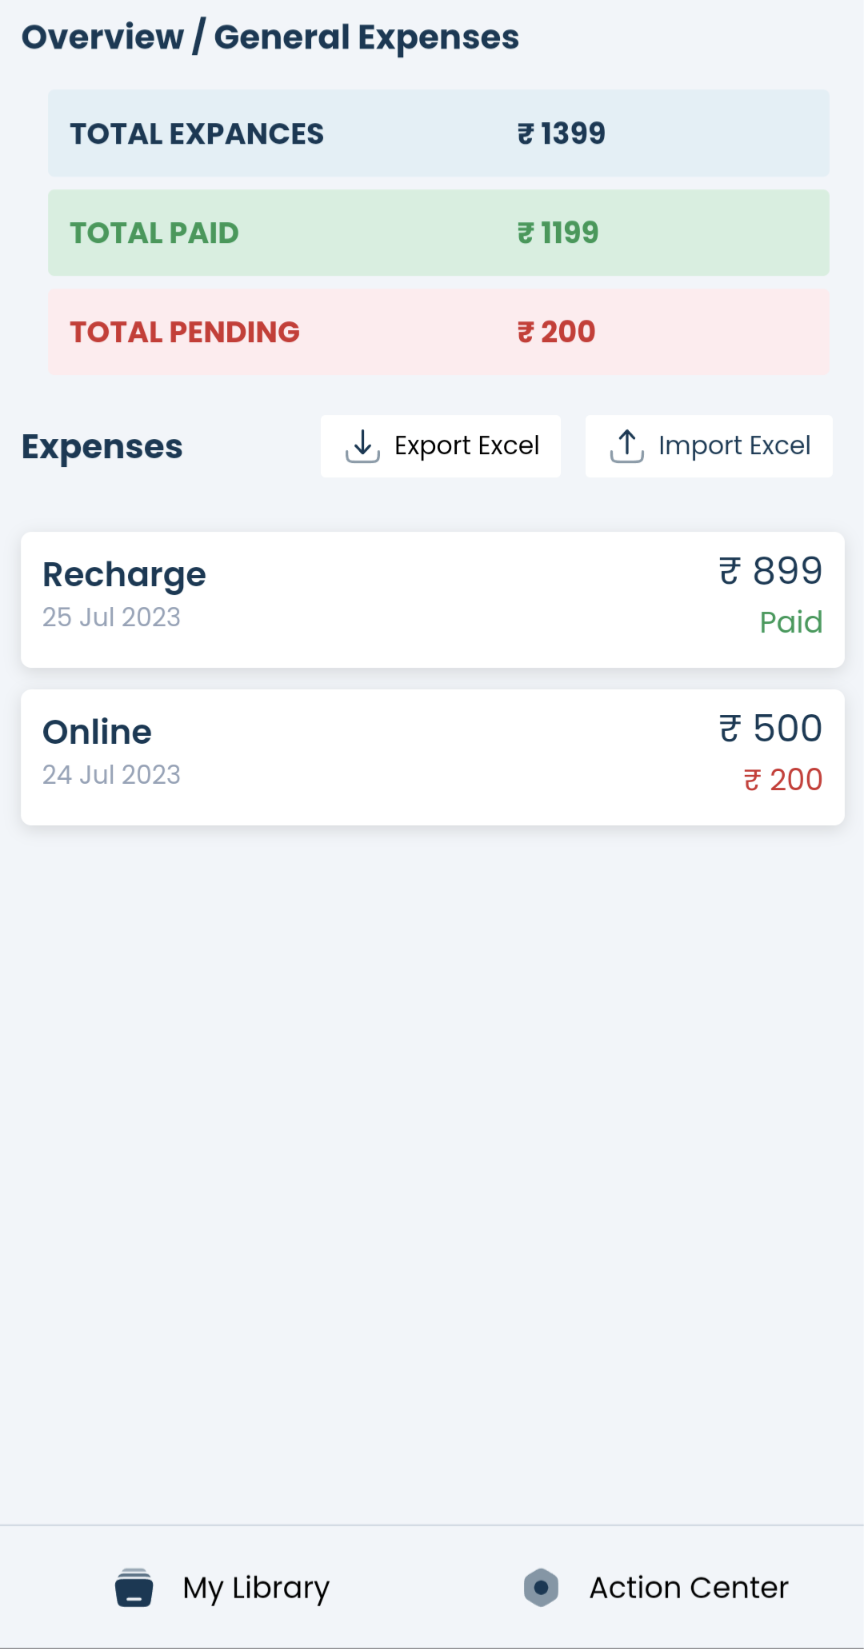 Overview / General Expenses
TOTAL EXPANCES ₹ 1399
TOTAL PAID ₹ 1199
TOTAL PENDING ₹ 200
Expenses Export Excel Import Excel
Recharge ₹ 899
25 Jul 2023 Paid
Online ₹ 500
24 Jul 2023 ₹ 200
My Library Action Center